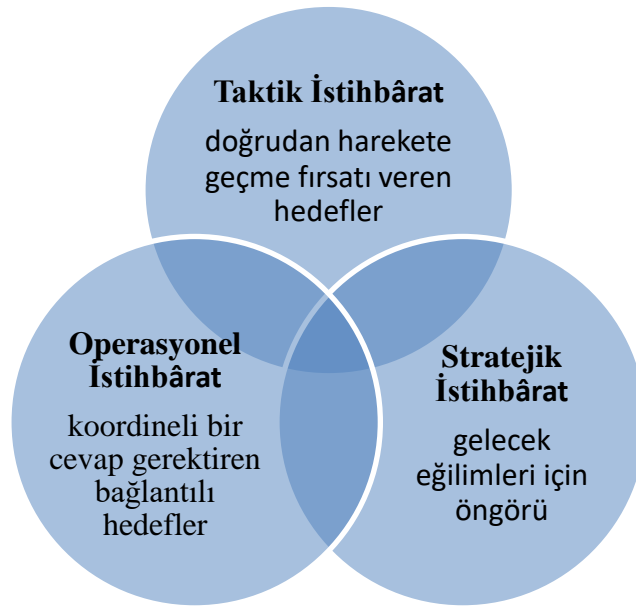 Taktik İstihbârat
doğrudan harekete
geçme fırsatı veren
hedefler
Operasyonel
İstihbârat
koordineli bir
cevap gerektiren
bağlantılı
hedefler
Stratejik
İstihbârat
gelecek
eğilimleri için
öngörü